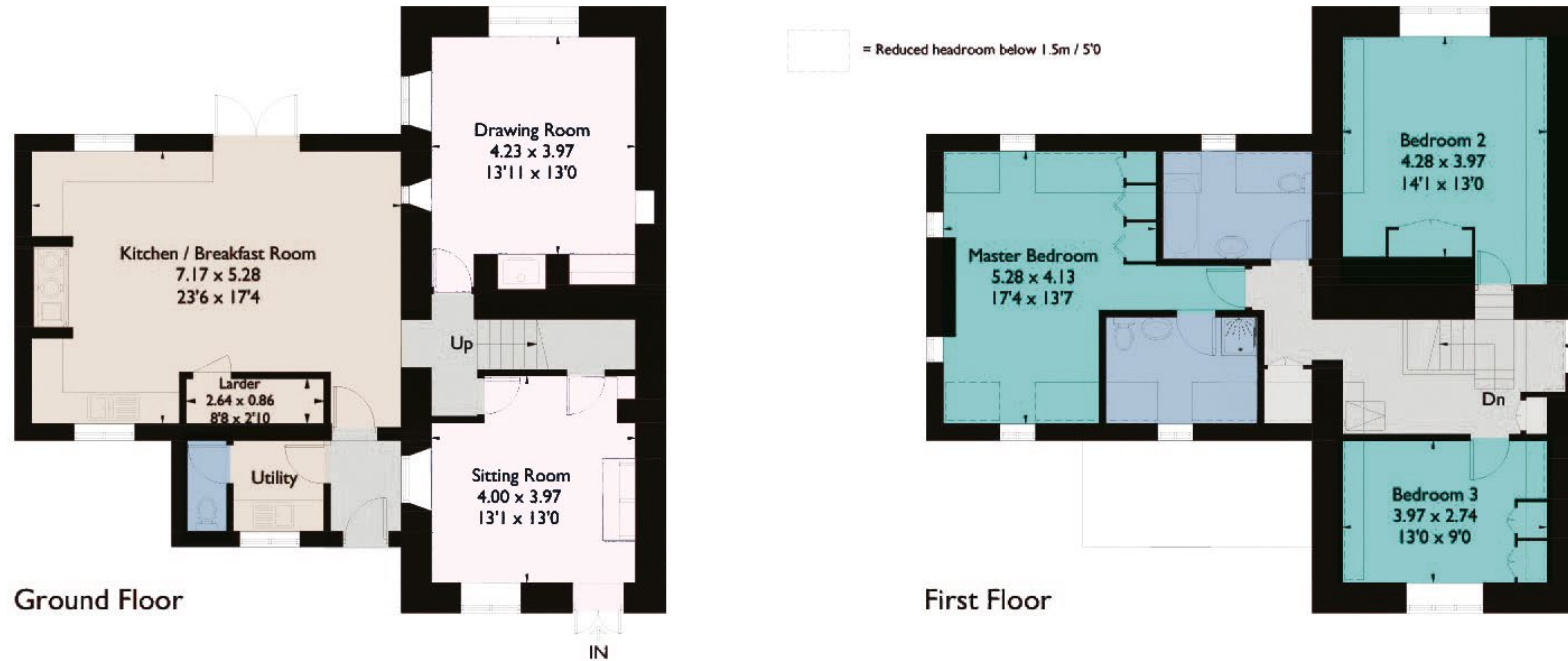 = Reduced headroom below 1.5m / 5'0
Drawing Room
4.23 x 3.97
13'11 x 13'0
Kitchen / Breakfast Room
7.17 x 5.28
23'6 x 17'4
Up
Larder
2.64 x 0.86
8'8 x 2'10
Utility
Sitting Room
4.00 x 3.97
13'1 x 13'0
Ground Floor
IN
Bedroom 2
4.28 x 3.97
14'1 x 13'0
Master Bedroom
5.28 x 4.13
17'4 x 13'7
Dn
Bedroom 3
3.97 x 2.74
13'0 x 9'0
First Floor